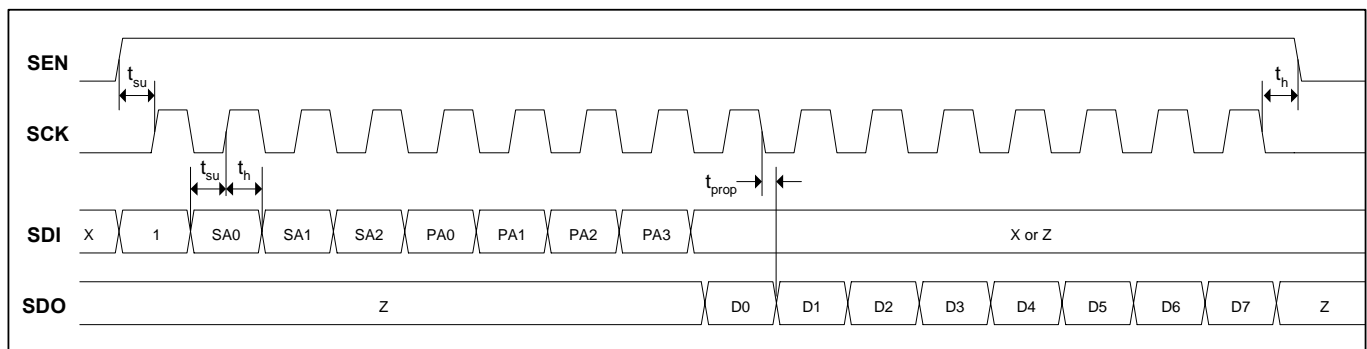 SEN
t_su
t_h
SCK
t_su
t_h
t_prop
SDI X 1 SA0 SA1 SA2 PA0 PA1 PA2 PA3 X or Z
SDO Z D0 D1 D2 D3 D4 D5 D6 D7 Z